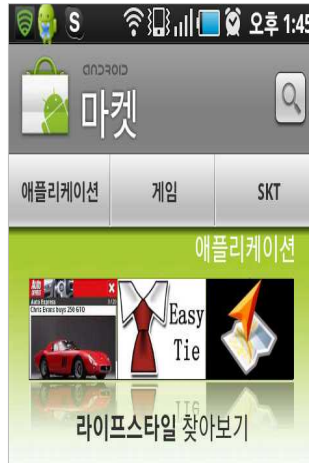 S 오후 1:45
ANDROID
마켓
애플리케이션 게임 SKT
애플리케이션
Auto Express
Chris Evans buys 250 GTO
Easy
Tie
라이프스타일 찾아보기